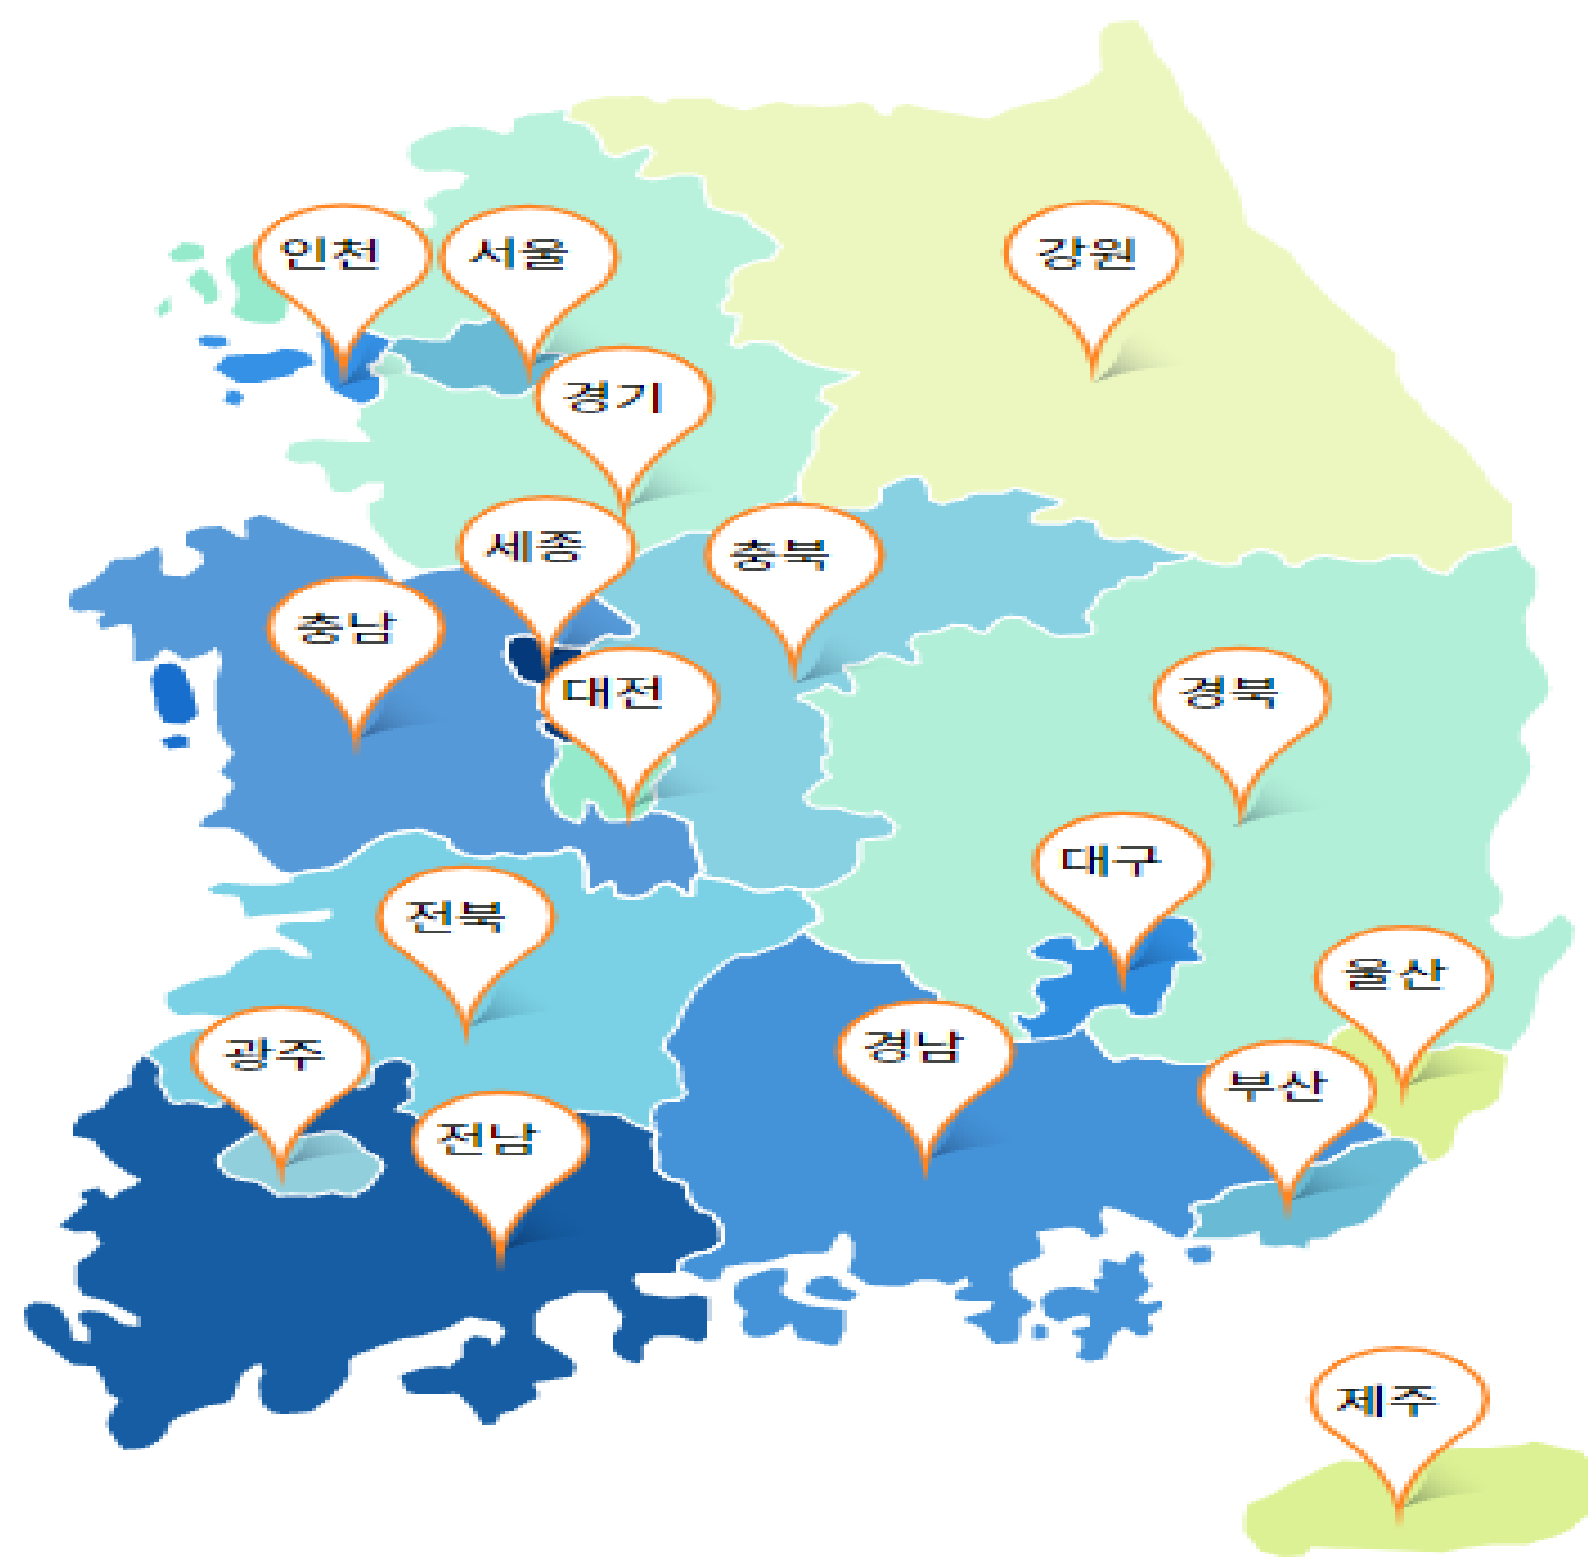 인천
서울
강원
경기
세종
충북
충남
대전
경북
대구
전북
울산
광주
경남
부산
전남
제주